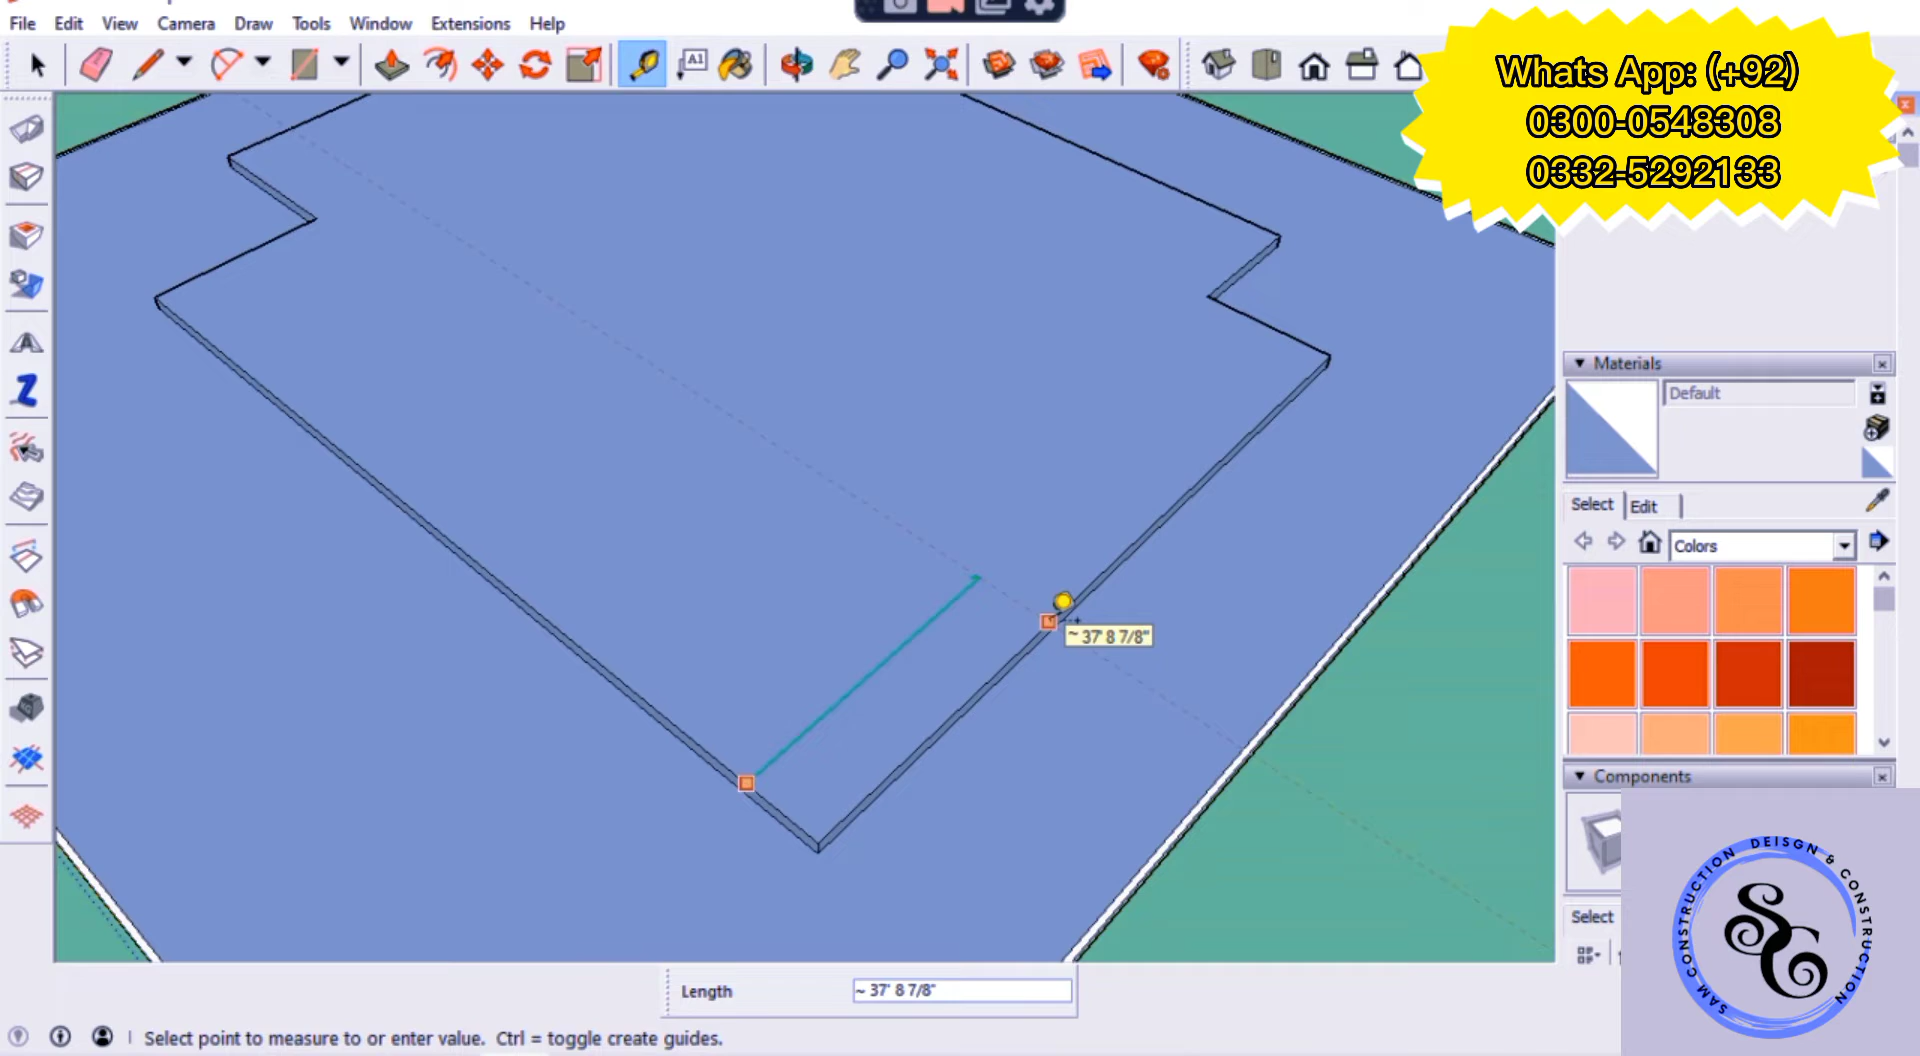 File Edit View Camera Draw Tools Window Extensions Help
A1
Whats App: (+92)
0300-0548308
0332-5292133
~ 37' 8 7/8"
Materials
Default
Select Edit
Colors
Components
Select
SAM CONSTRUCTION DEISGN & CONSTRUCTION
SC
Length ~ 37' 8 7/8"
Select point to measure to or enter value. Ctrl = toggle create guides.